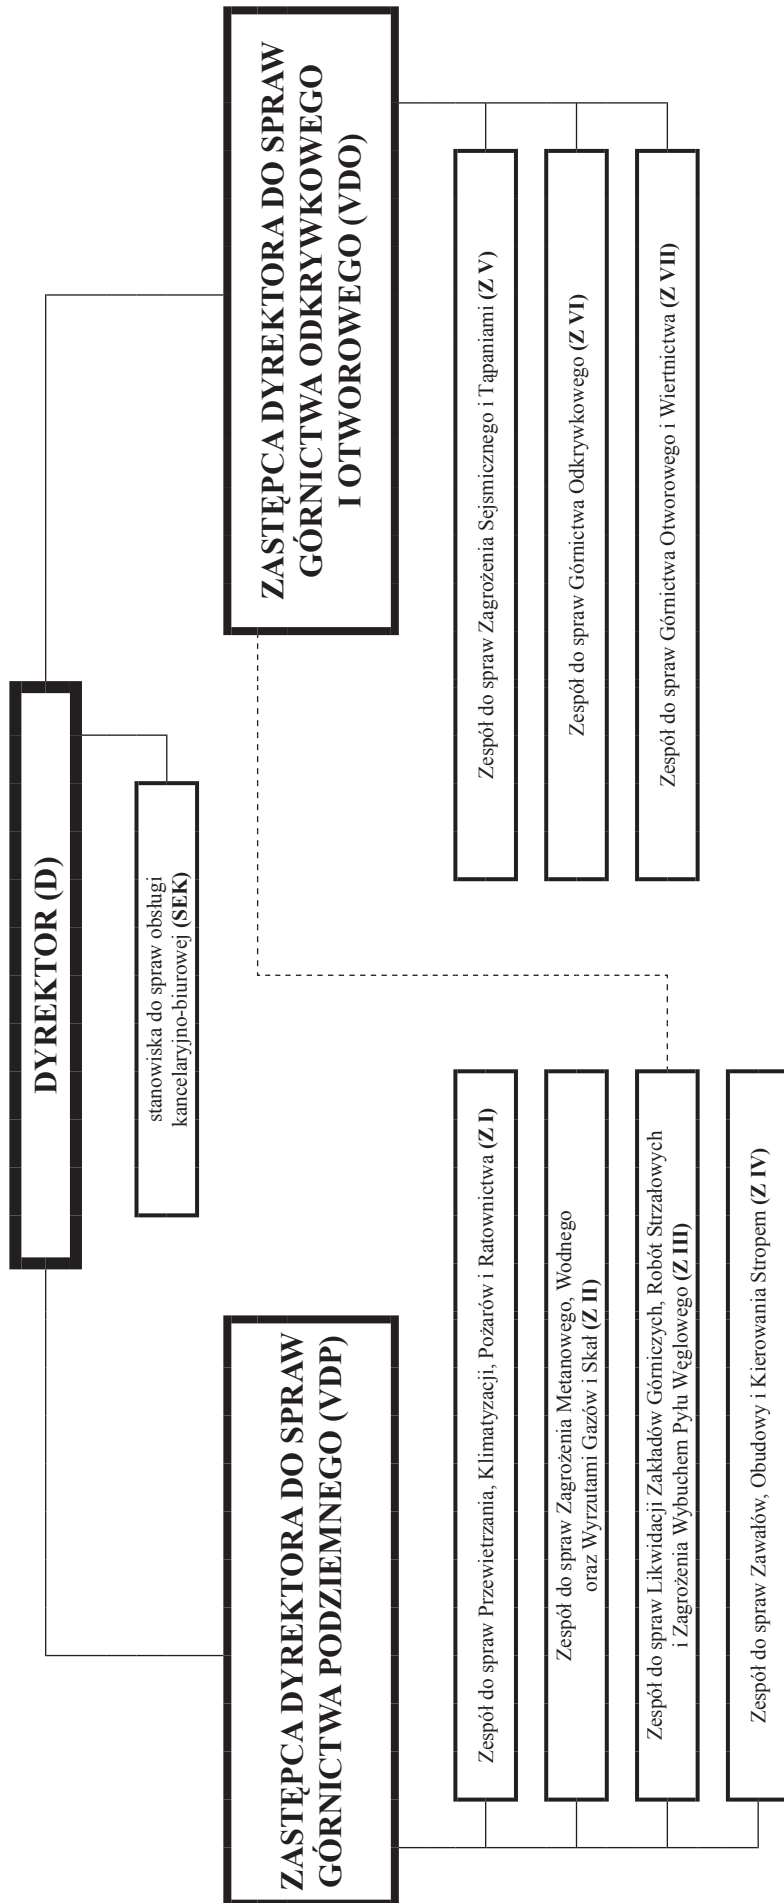 DYREKTOR (D)
stanowiska do spraw obsługi
kancelaryjno-biurowej (SEK)
ZASTĘPCA DYREKTORA DO SPRAW
GÓRNICTWA PODZIEMNEGO (VDP)
Zespół do spraw Przewietrzania, Klimatyzacji, Pożarów i Ratownictwa (Z I)
Zespół do spraw Zagrożenia Metanowego, Wodnego
oraz Wyrzutami Gazów i Skał (Z II)
Zespół do spraw Likwidacji Zakładów Górniczych, Robót Strzałowych
i Zagrożenia Wybuchem Pyłu Węglowego (Z III)
Zespół do spraw Zawałów, Obudowy i Kierowania Stropem (Z IV)
ZASTĘPCA DYREKTORA DO SPRAW
GÓRNICTWA ODKRYWKOWEGO
I OTWOROWEGO (VDO)
Zespół do spraw Zagrożenia Sejsmicznego i Tąpaniami (Z V)
Zespół do spraw Górnictwa Odkrywkowego (Z VI)
Zespół do spraw Górnictwa Otworowego i Wiertnictwa (Z VII)